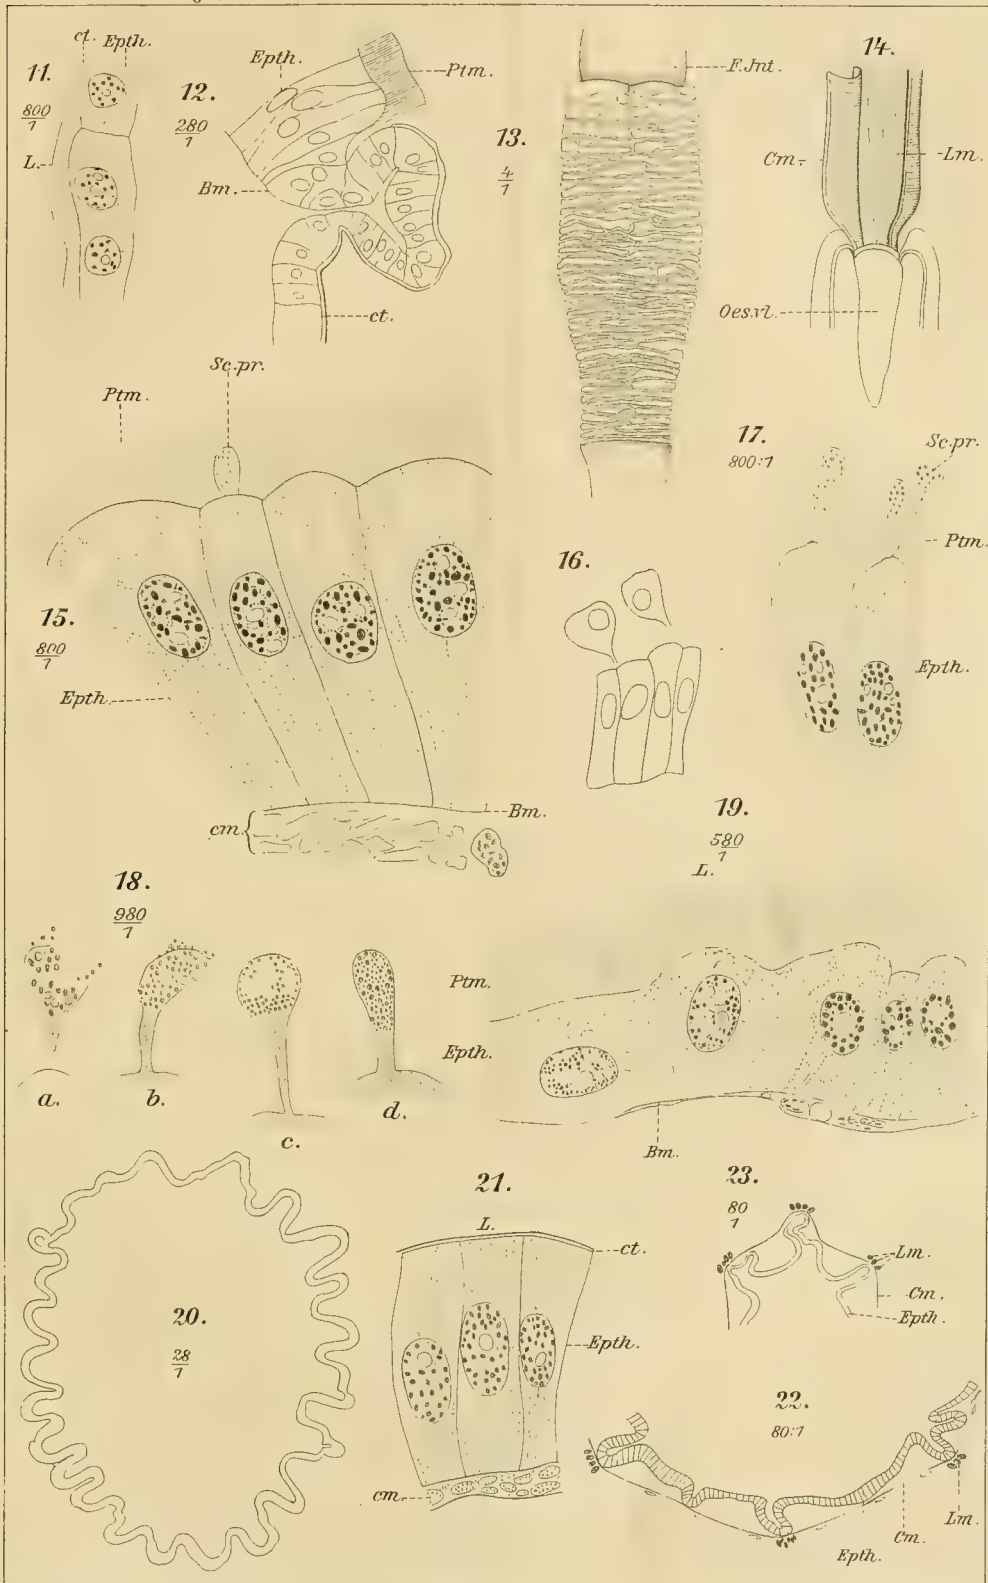 11.
800
1
ct.
Epth.
L.
12.
280
1
Epth.
Ptm.
Bm.
ct.
13.
4
1
F.Jnt.
14.
Cm.
Lm.
Oes.vl.
15.
800
1
Ptm.
Sc.pr.
Epth.
cm.
Bm.
16.
17.
800:1
Sc.pr.
Ptm.
Epth.
18.
980
1
a.
b.
c.
d.
Ptm.
Epth.
19.
580
1
L.
Bm.
20.
28
1
21.
L.
ct.
Epth.
cm.
23.
80
1
Lm.
Cm.
Epth.
22.
80:1
Lm.
Cm.
Epth.